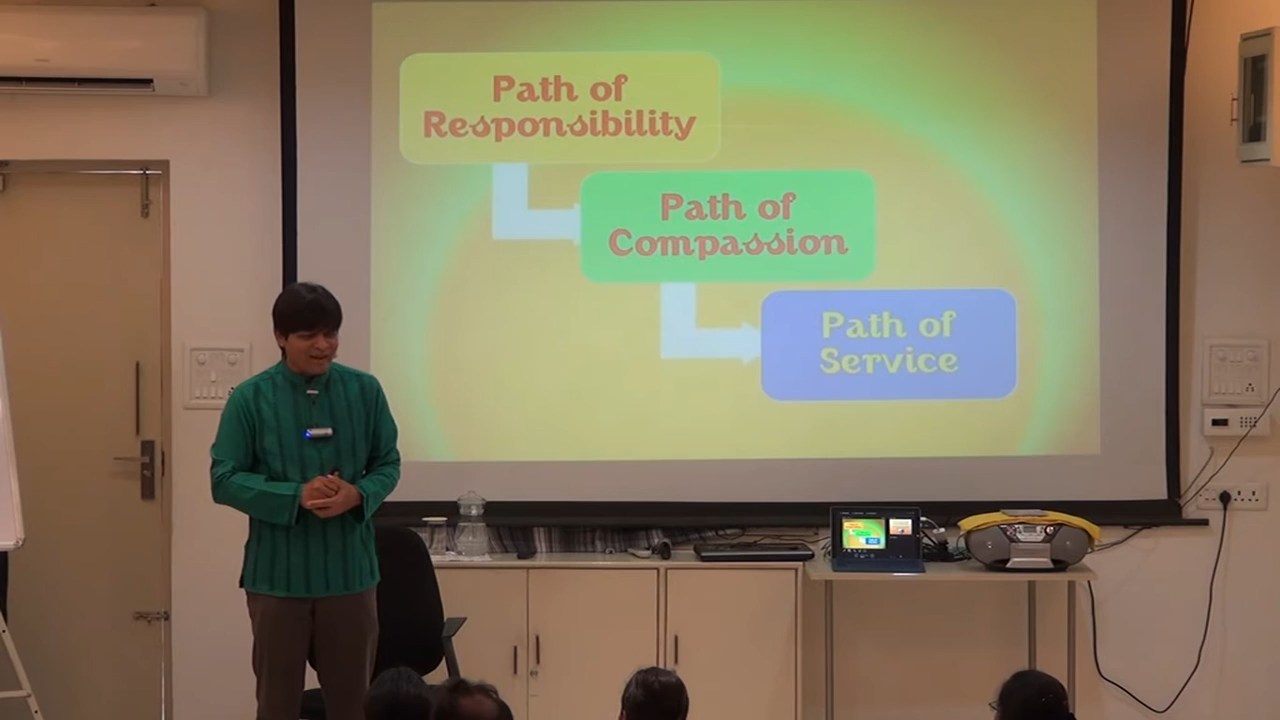 Path of
Responsibility
Path of
Compassion
Path of
Service